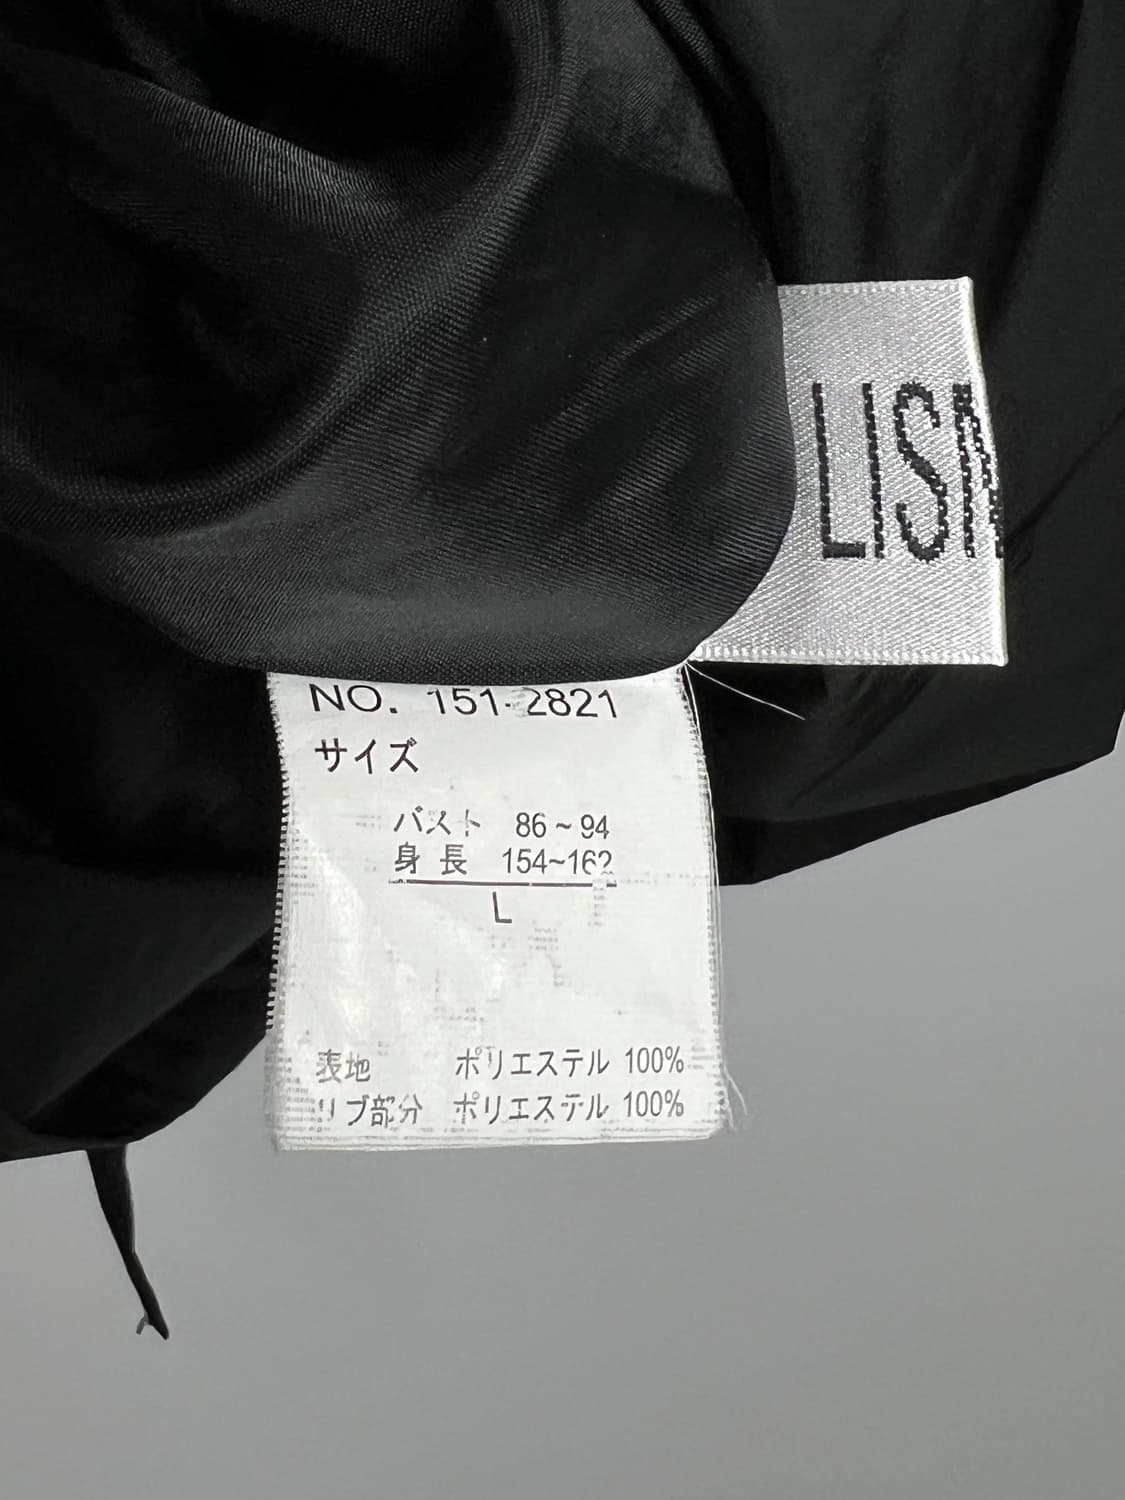 LISM
NO. 151-2821
サイズ
バスト 86~94
身長 154~162
L
表地 ポリエステル 100%
リブ部分 ポリエステル 100%